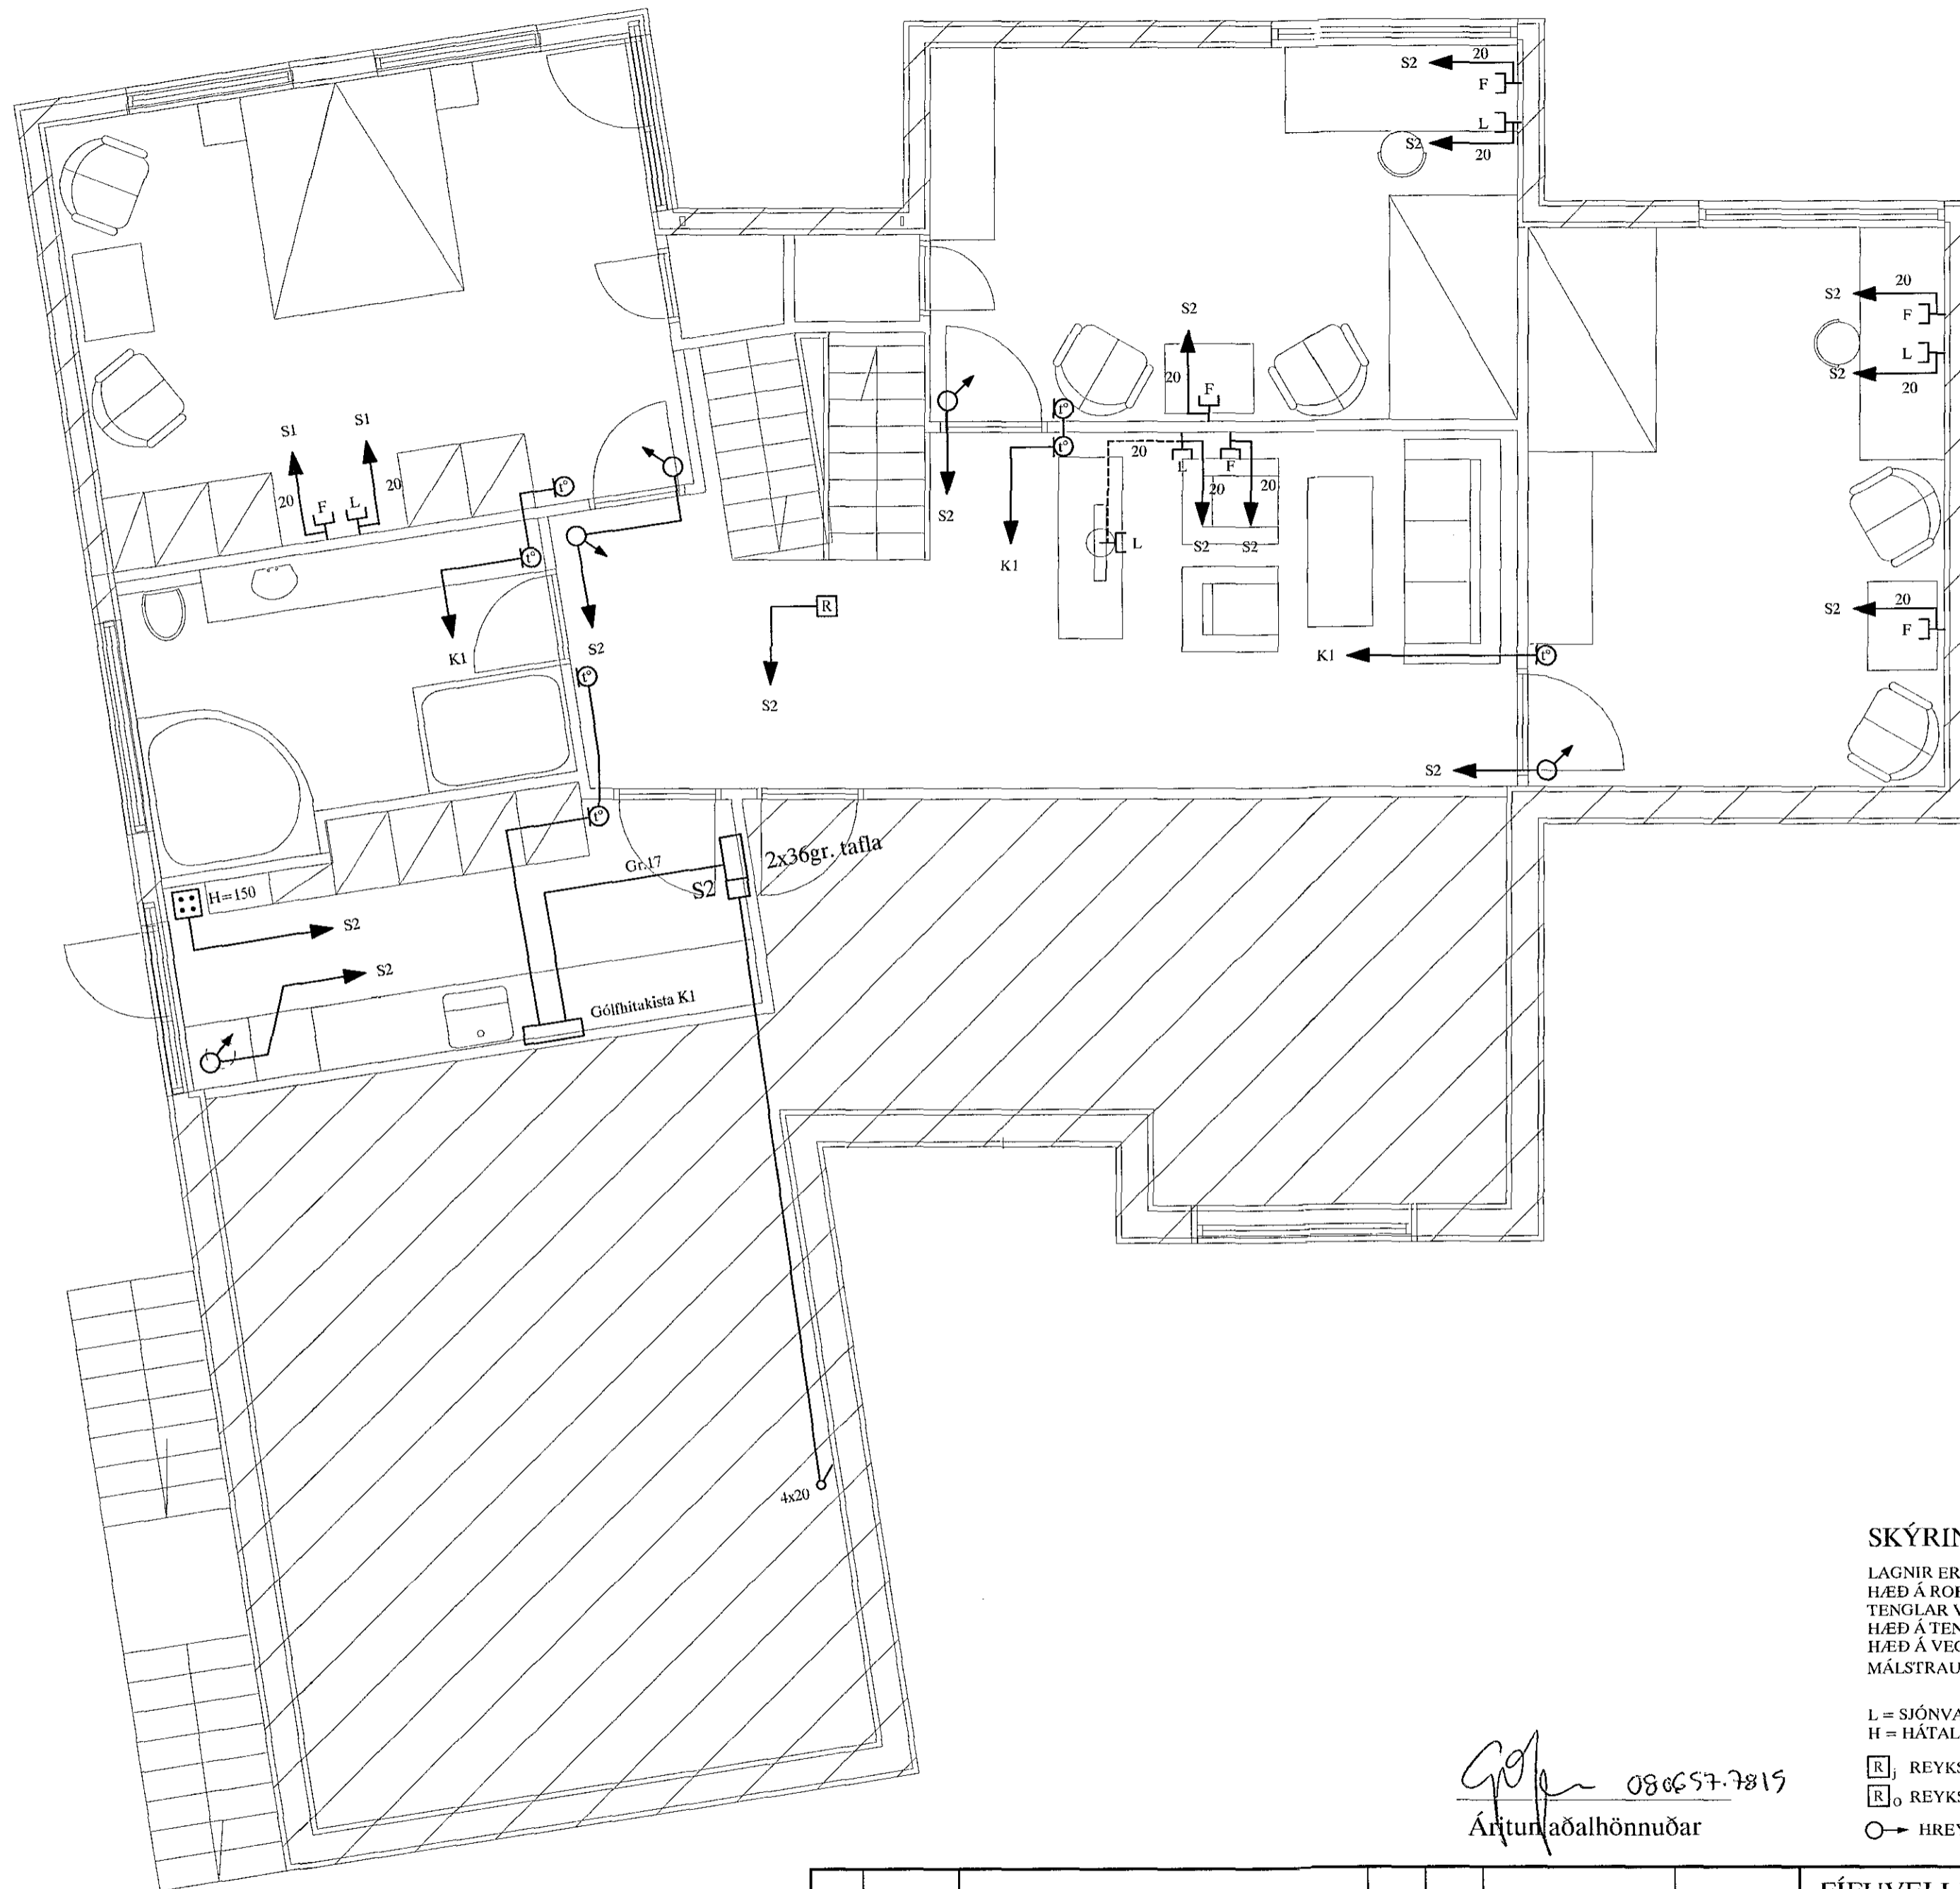 S2
20
F
L
S2
20
S2
20
F
L
S2
20
S2
20
F
S1
S1
20
F
L
20
t°
t°
K1
S2
t°
t°
S2
K1
t°
t°
20
L
F
20
20
S2
S2
L
R
S2
K1
t°
S2
20
F
S2
Gr.17
S2
2x36gr. tafla
H=150
S2
S2
Gólfhitakista K1
4x20
SKÝRIN
LAGNIR ER
HÆÐ Á ROF
TENGLAR V
HÆÐ Á TEN
HÆÐ Á VEG
MÁLSTRAU
L = SJÓNVA
H = HÁTAL
R j REYKS
R o REYKS
HREY
080657-7819
Áritun aðalhönnuðar
FÍFUVELL